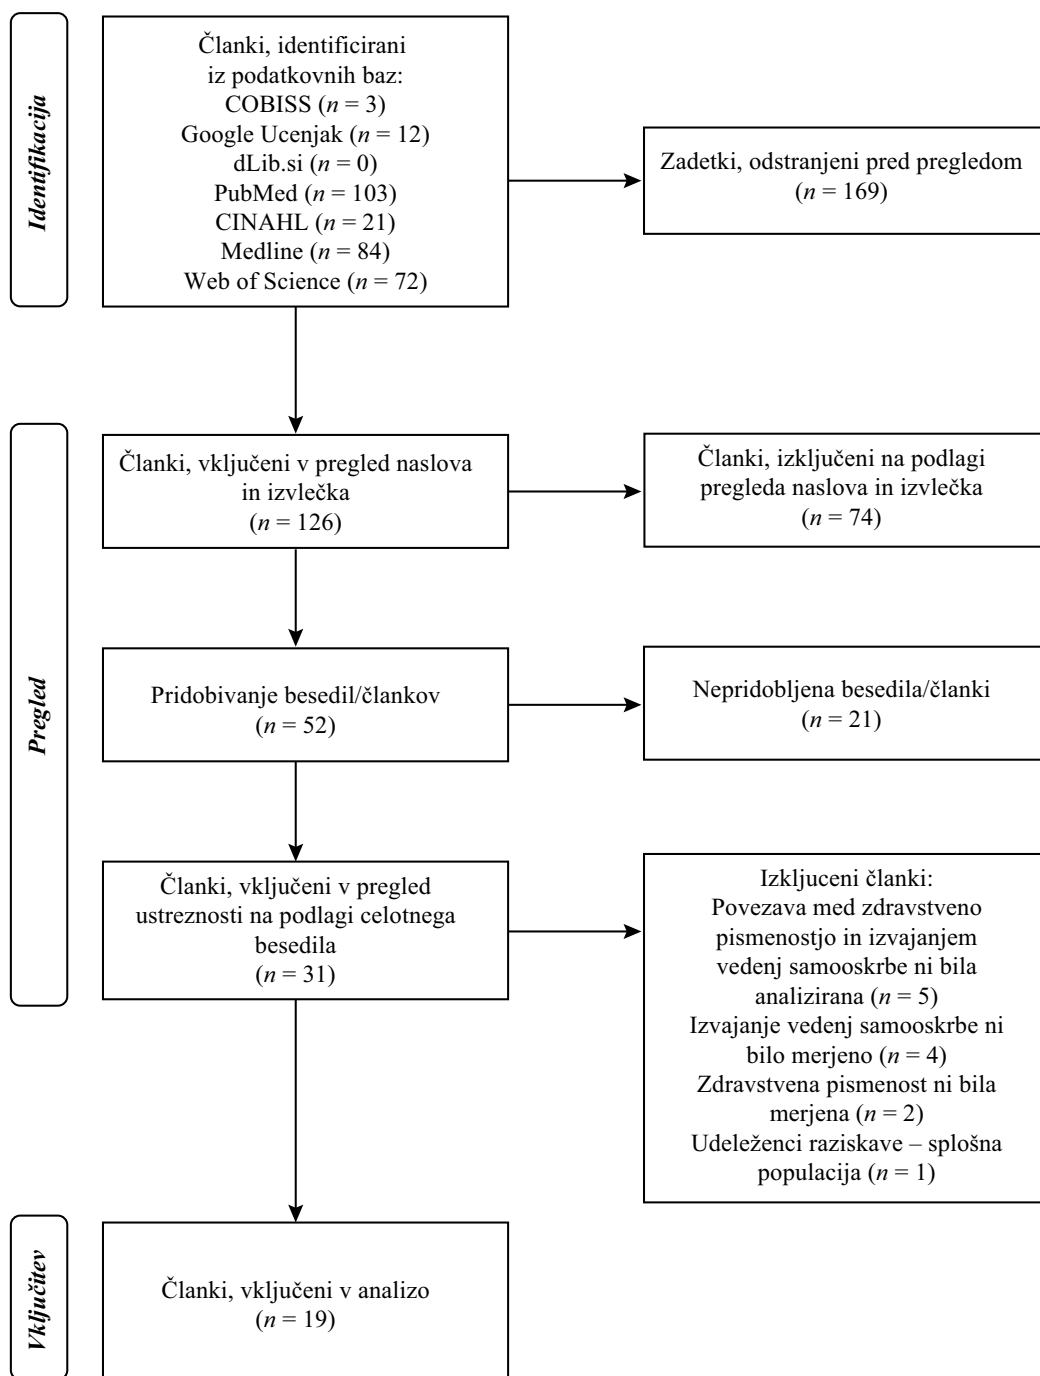 Identifikacija
Članki, identificirani
iz podatkovnih baz:
COBISS (n = 3)
Google Ucenjak (n = 12)
dLib.si (n = 0)
PubMed (n = 103)
CINAHL (n = 21)
Medline (n = 84)
Web of Science (n = 72)
Zadetki, odstranjeni pred pregledom
(n = 169)
Pregled
Članki, vključeni v pregled naslova
in izvlečka
(n = 126)
Članki, izključeni na podlagi
pregleda naslova in izvlečka
(n = 74)
Pridobivanje besedil/člankov
(n = 52)
Nepridobljena besedila/članki
(n = 21)
Članki, vključeni v pregled
ustreznosti na podlagi celotnega
besedila
(n = 31)
Izkljuceni članki:
Povezava med zdravstveno
pismenostjo in izvajanjem
vedenj samooskrbe ni bila
analizirana (n = 5)
Izvajanje vedenj samooskrbe ni
bilo merjeno (n = 4)
Zdravstvena pismenost ni bila
merjena (n = 2)
Udeleženci raziskave – splošna
populacija (n = 1)
Vključitev
Članki, vključeni v analizo
(n = 19)